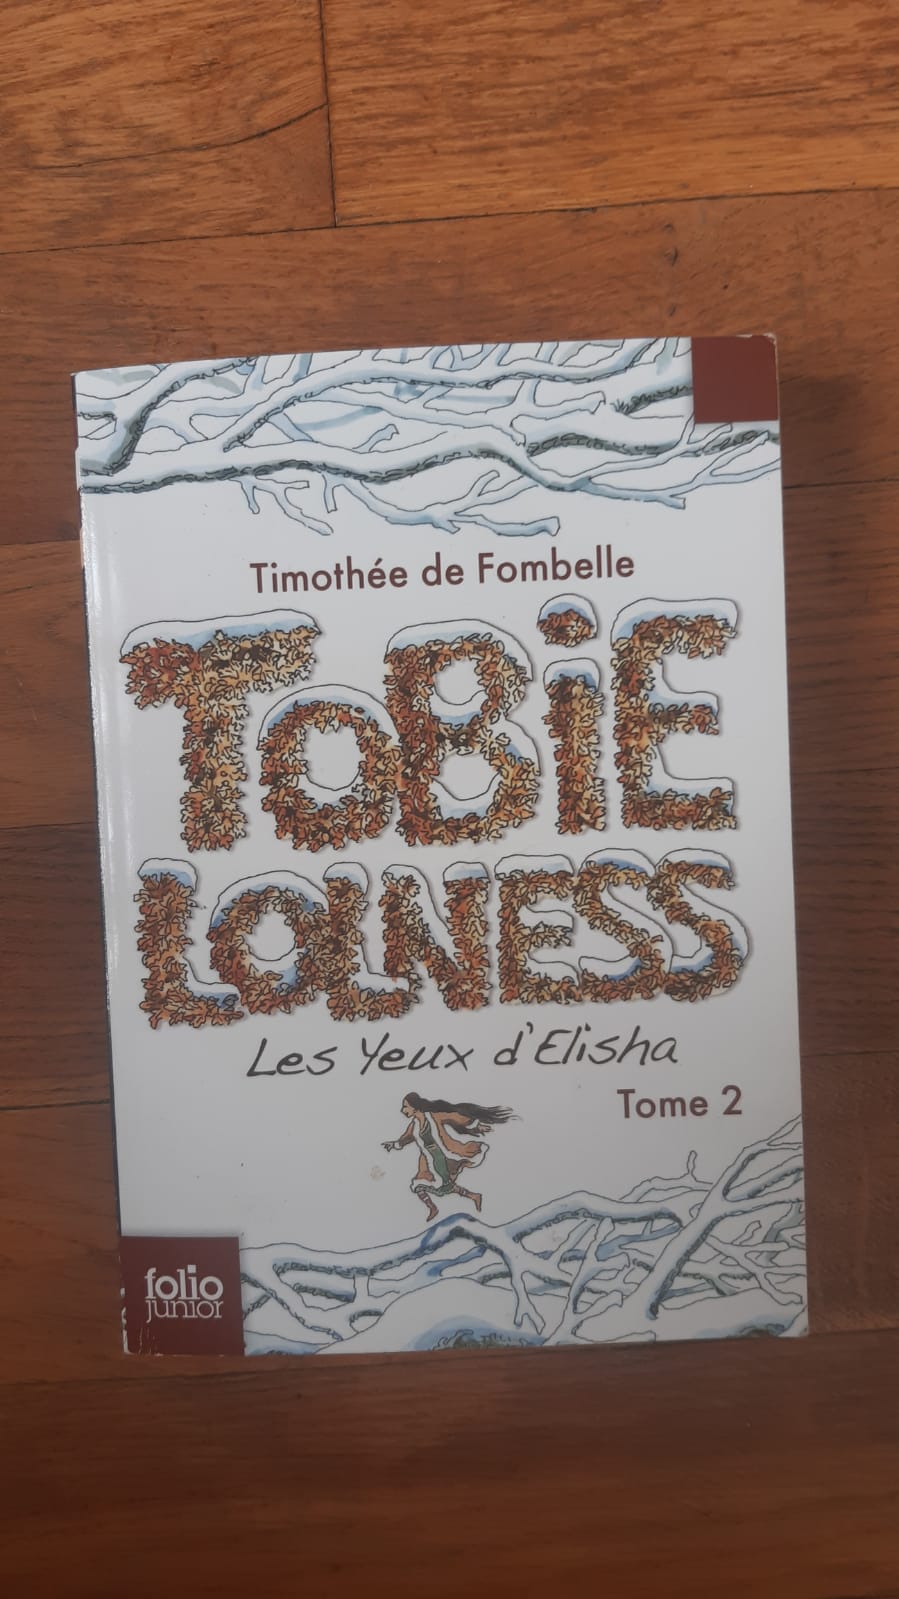 Timothée de Fombelle
ToBiE
LoLNESS
Les Yeux d'Elisha
Tome 2
folio
junior